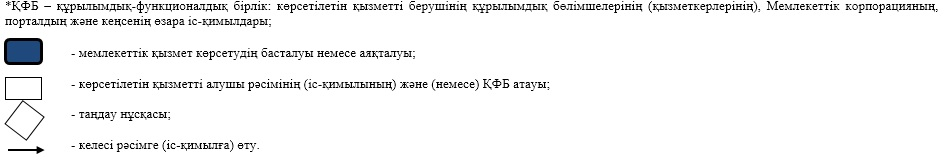 *ҚФБ – құрылымдық-функционалдық бірлік: көрсетілетін қызметті берушінің құрылымдық бөлімшелерінің (қызметкерлерінің), Мемлекеттік корпорацияның,
порталдың және кеңсенің өзара іс-қимылдары;
- мемлекеттік қызмет көрсетудің басталуы немесе аяқталуы;
- көрсетілетін қызметті алушы рәсімінің (іс-қимылының) және (немесе) ҚФБ атауы;
- таңдау нұсқасы;
- келесі рәсімге (іс-қимылға) өту.